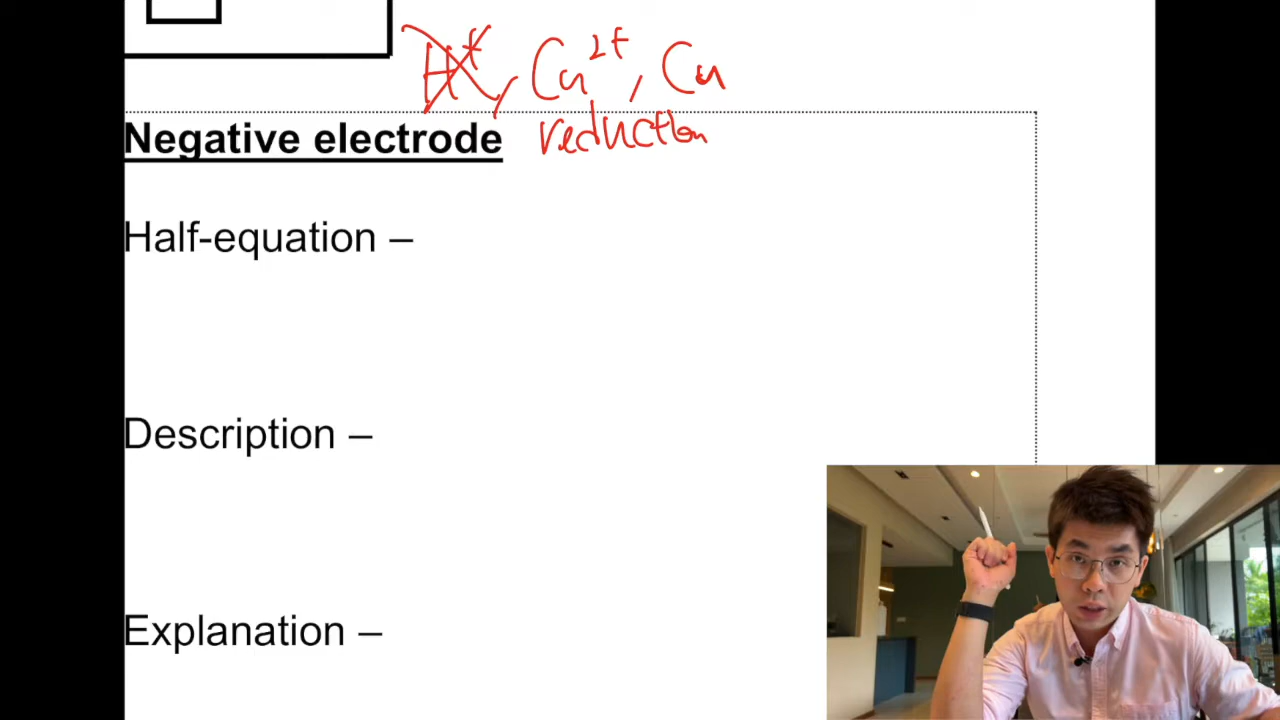 H⁺, Cu²⁺, Cu
Negative electrode reduction
Half-equation –
Description –
Explanation –